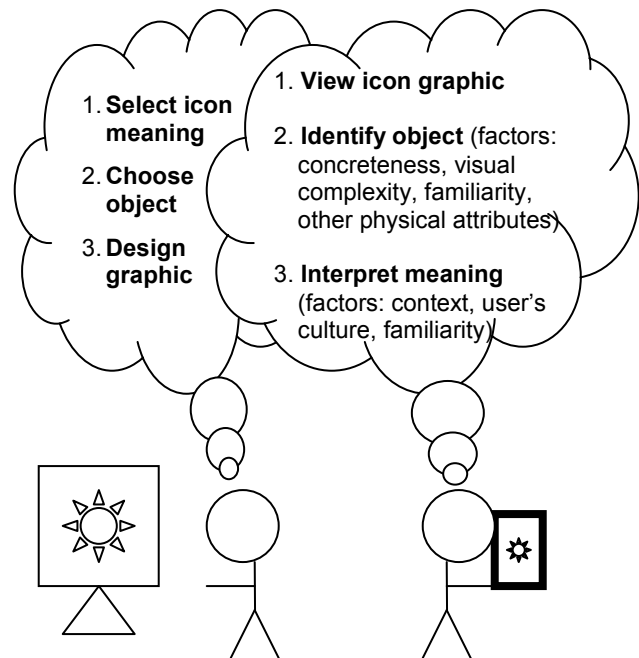 1. Select icon
meaning
2. Choose
object
3. Design
graphic
1. View icon graphic
2. Identify object (factors:
concreteness, visual
complexity, familiarity,
other physical attributes)
3. Interpret meaning
(factors: context, user's
culture, familiarity)